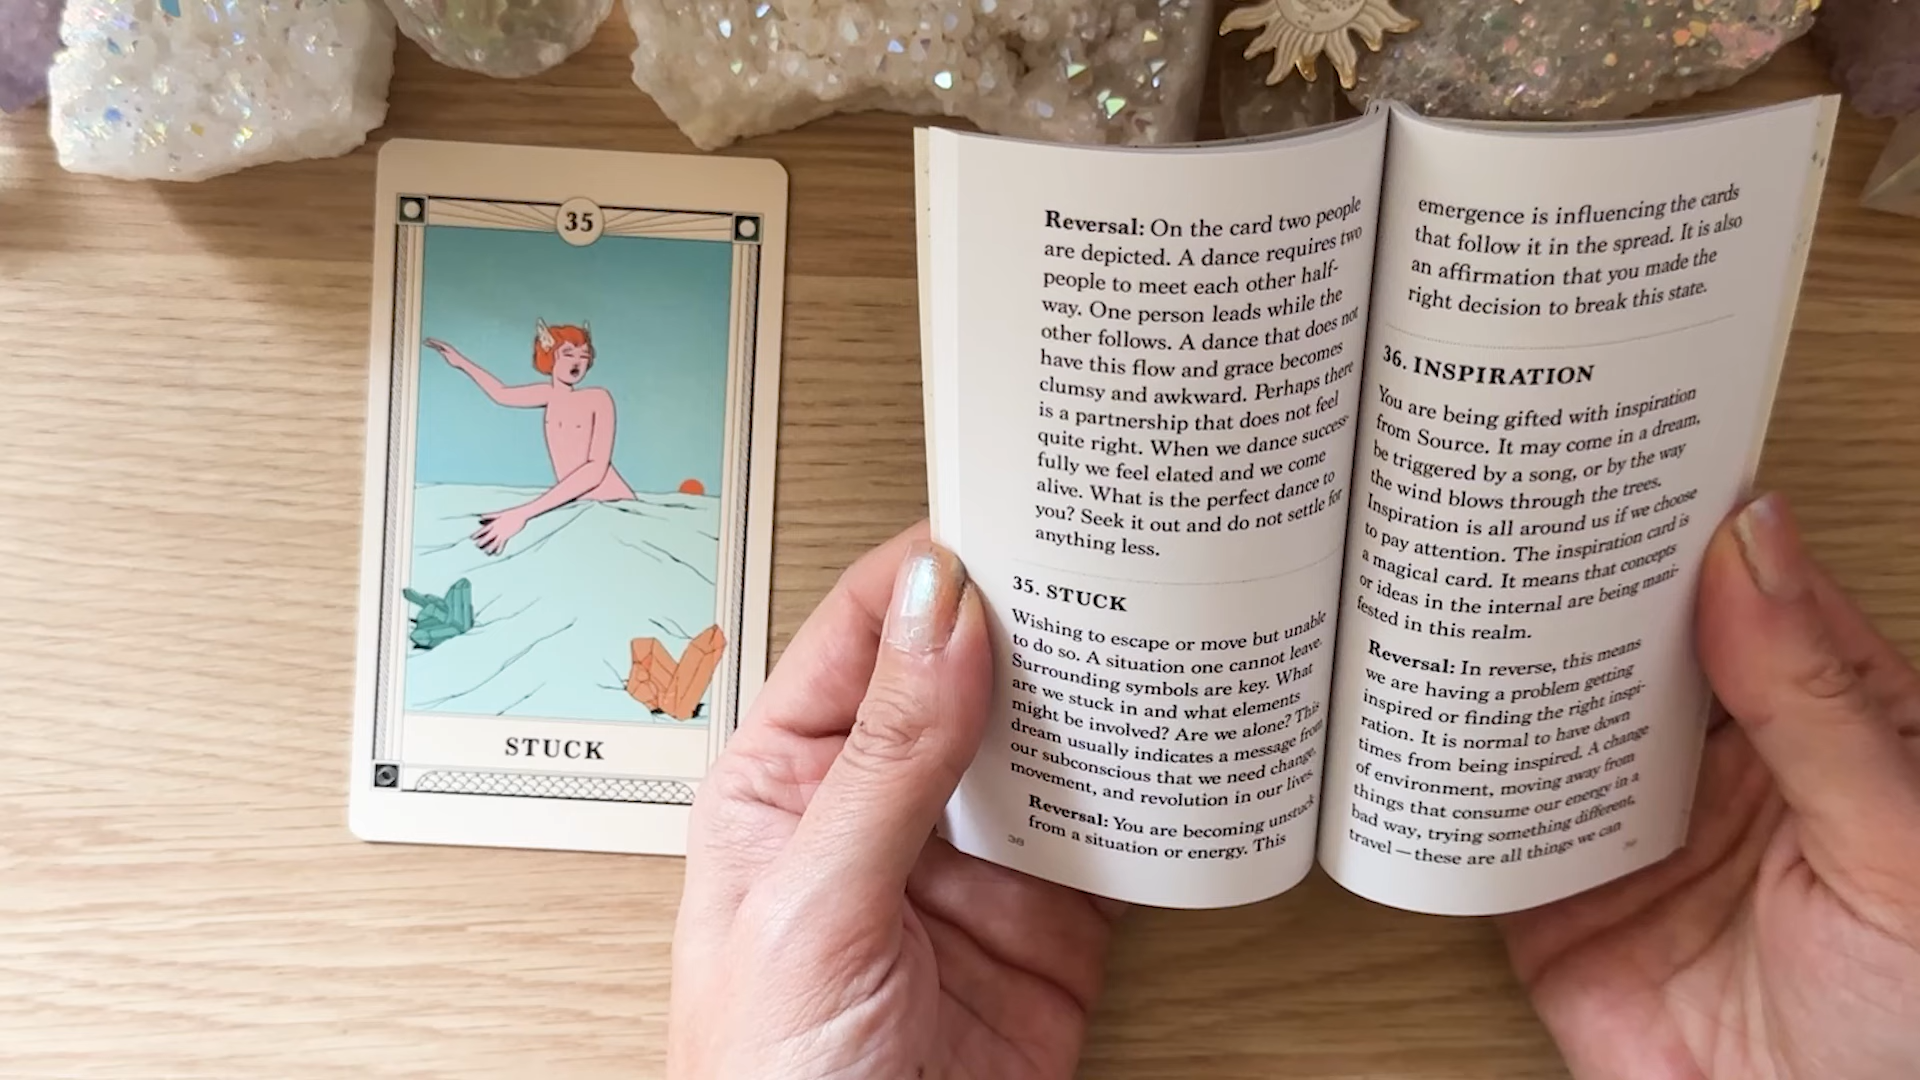 35
STUCK
Reversal: On the card two people
are depicted. A dance requires two
people to meet each other half-
way. One person leads while the
other follows. A dance that does not
have this flow and grace becomes
clumsy and awkward. Perhaps there
is a partnership that does not feel
quite right. When we dance success-
fully we feel elated and we come
alive. What is the perfect dance to
you? Seek it out and do not settle for
anything less.
35. STUCK
Wishing to escape or move but unable
to do so. A situation one cannot leave.
Surrounding symbols are key. What
are we stuck in and what elements
might be involved? Are we alone? This
dream usually indicates a message from
our subconscious that we need change,
movement, and revolution in our lives.
Reversal: You are becoming unstuck
from a situation or energy. This
38
emergence is influencing the cards
that follow it in the spread. It is also
an affirmation that you made the
right decision to break this state.
36. INSPIRATION
You are being gifted with inspiration
from Source. It may come in a dream,
be triggered by a song, or by the way
the wind blows through the trees.
Inspiration is all around us if we choose
to pay attention. The inspiration card is
a magical card. It means that concepts
or ideas in the internal are being mani-
fested in this realm.
Reversal: In reverse, this means
we are having a problem getting
inspired or finding the right inspi-
ration. It is normal to have down
times from being inspired. A change
of environment, moving away from
things that consume our energy in a
bad way, trying something different,
travel—these are all things we can